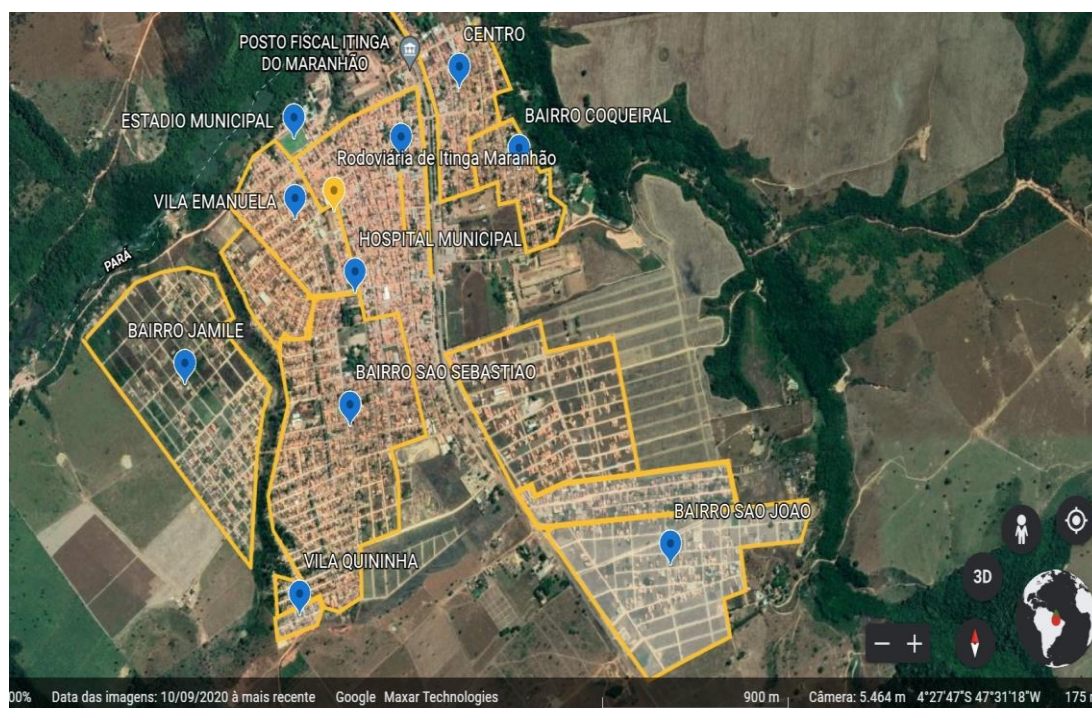 CENTRO
POSTO FISCAL ITINGA
DO MARANHÃO
ESTADIO MUNICIPAL
BAIRRO COQUEIRAL
Rodoviária de Itinga Maranhão
VILA EMANUELA
HOSPITAL MUNICIPAL
PARÁ
BAIRRO JAMILE
BAIRRO SAO SEBASTIAO
BAIRRO SAO JOAO
VILA QUININHA
3D
00% Data das imagens: 10/09/2020 à mais recente Google Maxar Technologies 900 m Câmera: 5.464 m 4°27'47"S 47°31'18"W 175